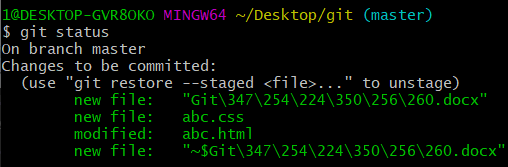 1@DESKTOP-GVR8OKO MINGW64 ~/Desktop/git (master)
$ git status
On branch master
Changes to be committed:
  (use "git restore --staged <file>..." to unstage)
        new file:   "Git\347\254\224\350\256\260.docx"
        new file:   abc.css
        modified:   abc.html
        new file:   "~$Git\347\254\224\350\256\260.docx"